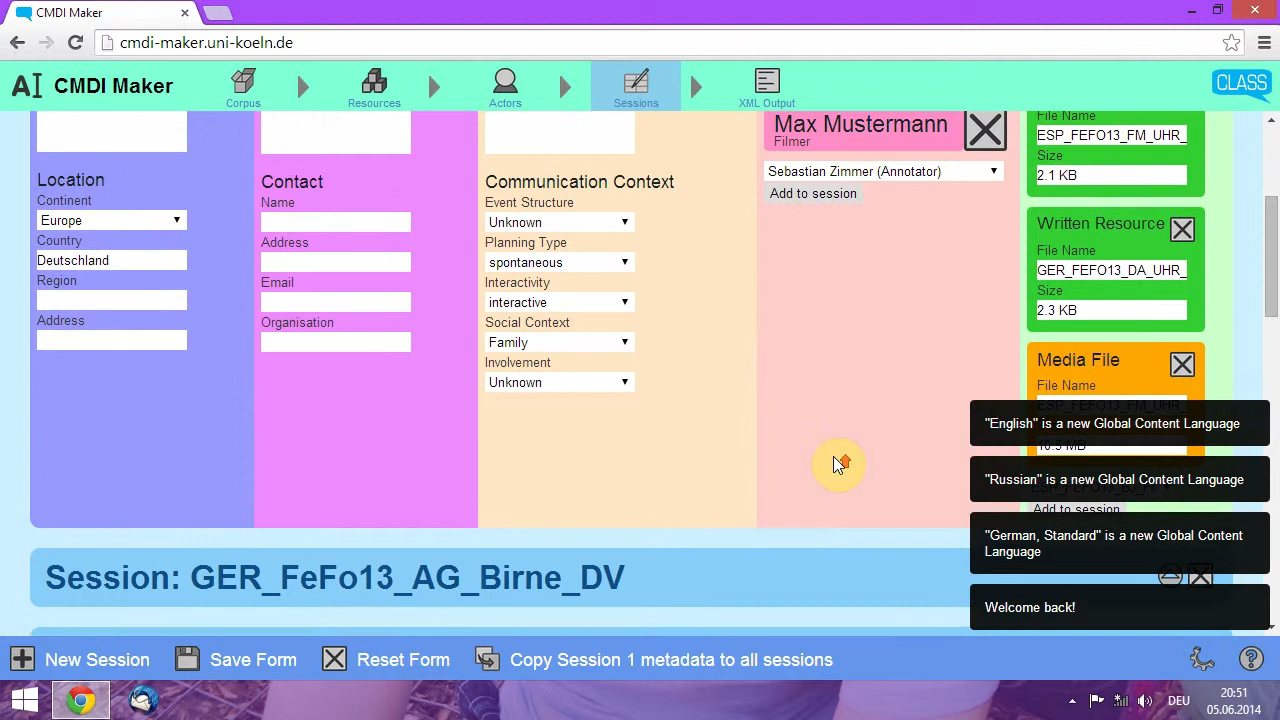 CMDI Maker
cmdi-maker.uni-koeln.de
AI CMDI Maker
Corpus
Resources
Actors
Sessions
XML Output
CLASS
Location
Continent
Europe
Country
Deutschland
Region
Address
Contact
Name
Address
Email
Organisation
Communication Context
Event Structure
Unknown
Planning Type
spontaneous
Interactivity
interactive
Social Context
Family
Involvement
Unknown
Max Mustermann
Filmer
Sebastian Zimmer (Annotator)
Add to session
File Name
ESP_FEFO13_FM_UHR_
Size
2.1 KB
Written Resource
File Name
GER_FEFO13_DA_UHR_
Size
2.3 KB
Media File
File Name
ESP_FEFO13_FM_UHR_
10.5 MB
Add to session
"English" is a new Global Content Language
"Russian" is a new Global Content Language
"German, Standard" is a new Global Content
Language
Welcome back!
Session: GER_FeFo13_AG_Birne_DV
New Session
Save Form
Reset Form
Copy Session 1 metadata to all sessions
DEU
20:51
05.06.2014